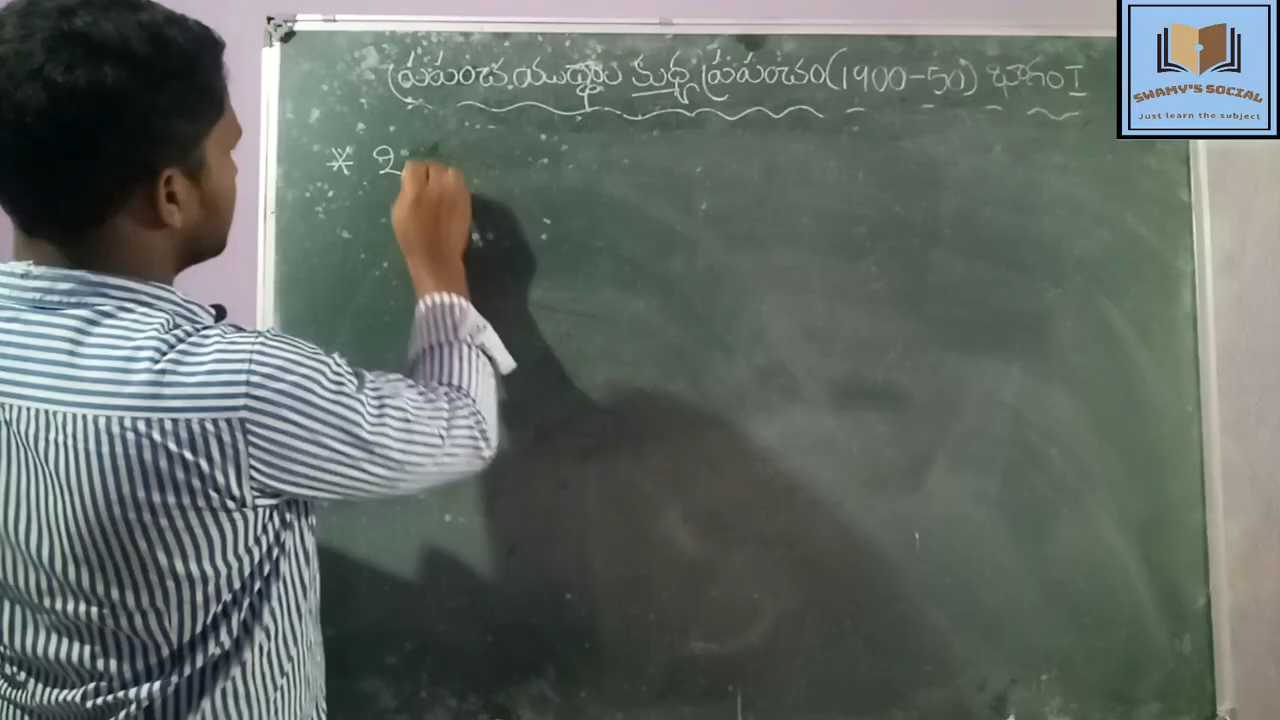 ప్రపంచ యుద్ధాల మధ్య ప్రపంచం (1900-50) భాగం I
* 2
SWAMY'S SOCIAL
Just learn the subject